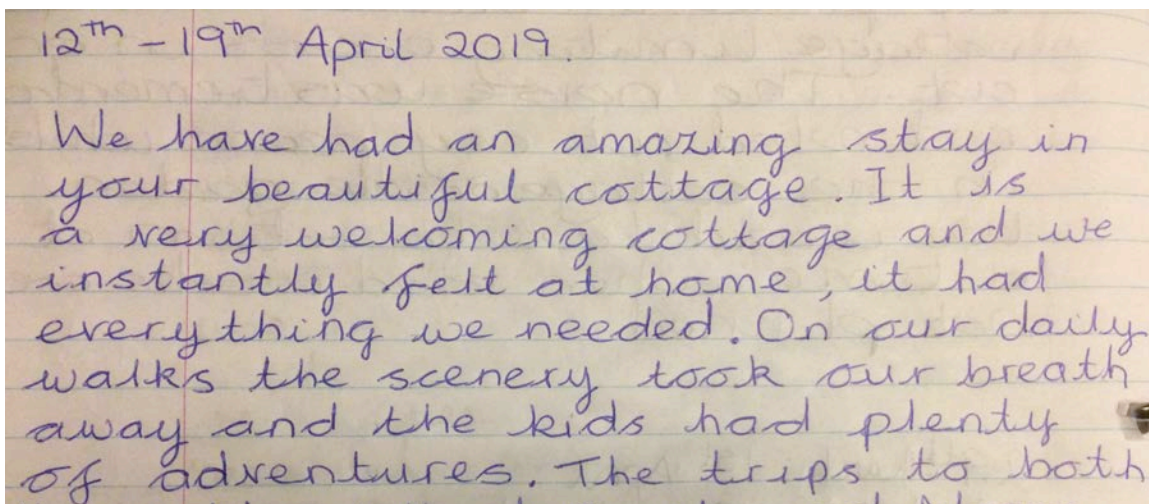 12th - 19th April 2019.
We have had an amazing stay in
your beautiful cottage. It is
a very welcoming cottage and we
instantly felt at home, it had
everything we needed. On our daily
walks the scenery took our breath
away and the kids had plenty
of adventures. The trips to both